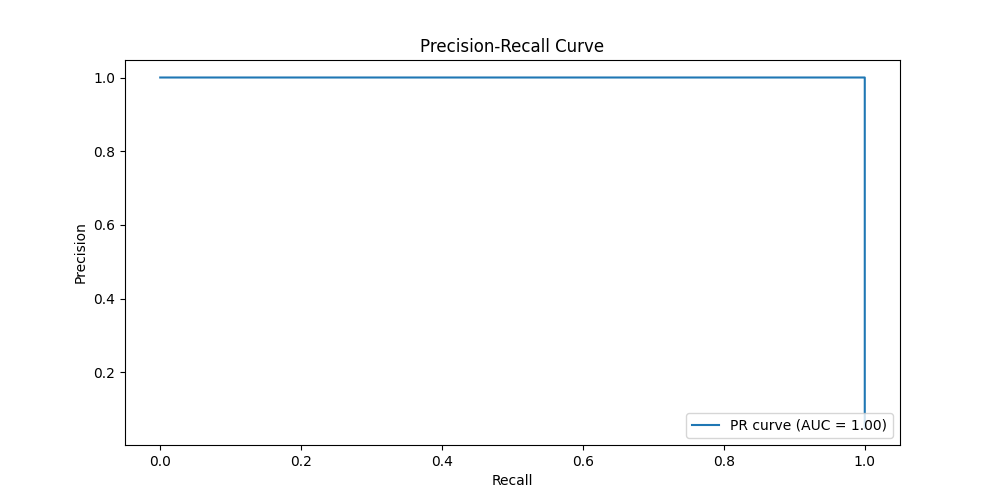 Precision-Recall Curve
1.0
0.8
0.6
0.4
0.2
Precision
PR curve (AUC = 1.00)
0.0 0.2 0.4 0.6 0.8 1.0
Recall